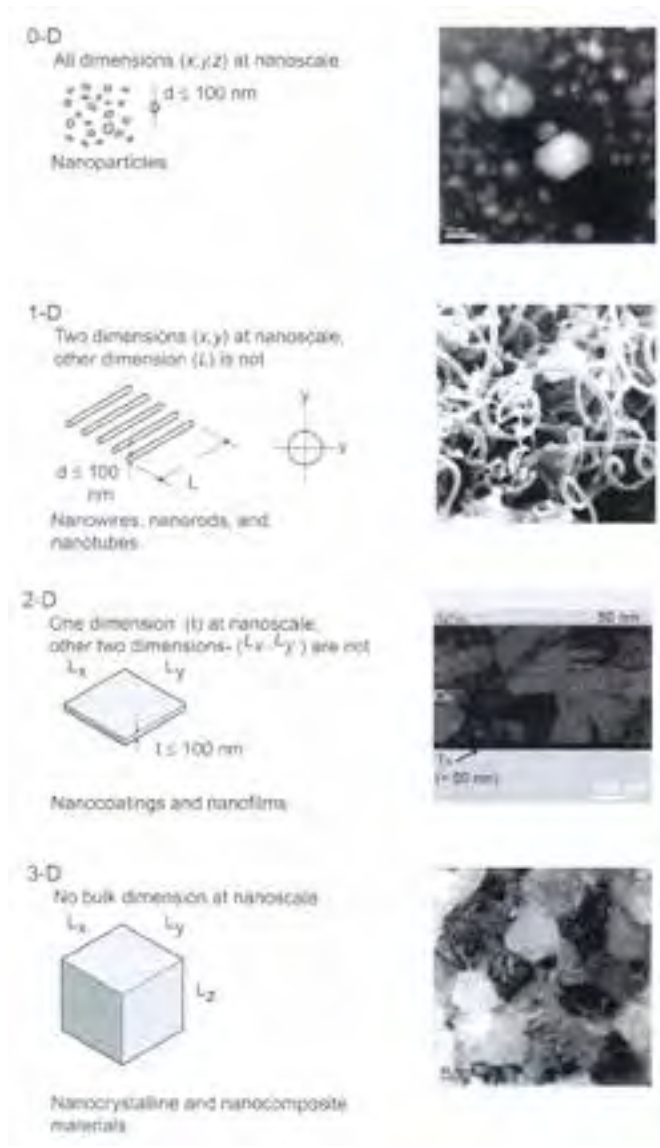 0-D
All dimensions (x,y,z) at nanoscale
d ≤ 100 nm
Nanoparticles
1-D
Two dimensions (x,y) at nanoscale,
other dimension (L) is not
y
x
d ≤ 100
nm
L
Nanowires, nanorods, and
nanotubes
2-D
One dimension (t) at nanoscale,
other two dimensions- (Lx, Ly) are not
Lx
Ly
t ≤ 100 nm
50 nm
Nanocoatings and nanofilms
3-D
No bulk dimension at nanoscale
Lx
Ly
Lz
Nanocrystalline and nanocomposite
materials